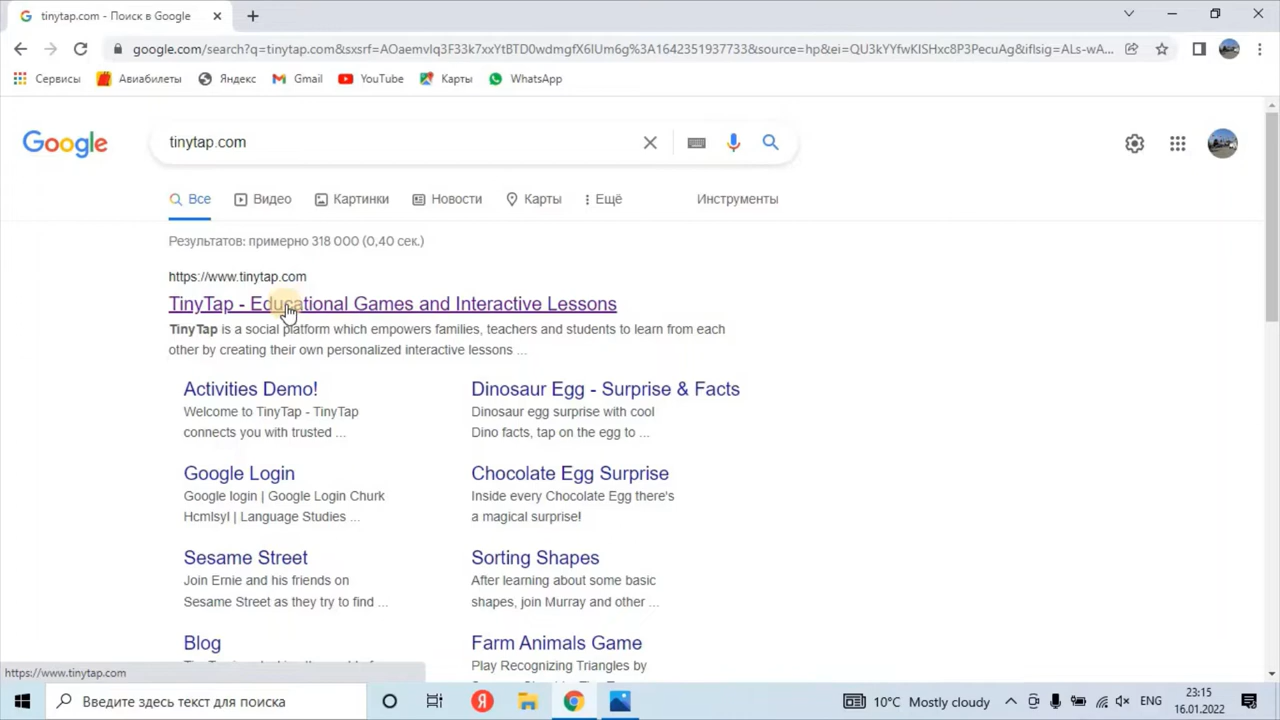 tinytap.com - Поиск в Google
google.com/search?q=tinytap.com&sxsrf=AOaemvlq3F33k7xxYtBTD0wdmgfX6lUm6g%3A1642351937733&source=hp&ei=QU3kYYfwKISHxc8P3PecuAg&iflsig=ALs-wA...
Сервисы Авиабилеты Яндекс Gmail YouTube Карты WhatsApp
Google tinytap.com
Все Видео Картинки Новости Карты Ещё Инструменты
Результатов: примерно 318 000 (0,40 сек.)
https://www.tinytap.com
TinyTap - Educational Games and Interactive Lessons
TinyTap is a social platform which empowers families, teachers and students to learn from each
other by creating their own personalized interactive lessons ...
Activities Demo!
Welcome to TinyTap - TinyTap
connects you with trusted ...
Dinosaur Egg - Surprise & Facts
Dinosaur egg surprise with cool
Dino facts, tap on the egg to ...
Google Login
Google login | Google Login Churk
Hcmlsyl | Language Studies ...
Chocolate Egg Surprise
Inside every Chocolate Egg there's
a magical surprise!
Sesame Street
Join Ernie and his friends on
Sesame Street as they try to find ...
Sorting Shapes
After learning about some basic
shapes, join Murray and other ...
Blog
Farm Animals Game
Play Recognizing Triangles by
https://www.tinytap.com
Введите здесь текст для поиска
10°C Mostly cloudy
ENG
23:15
16.01.2022